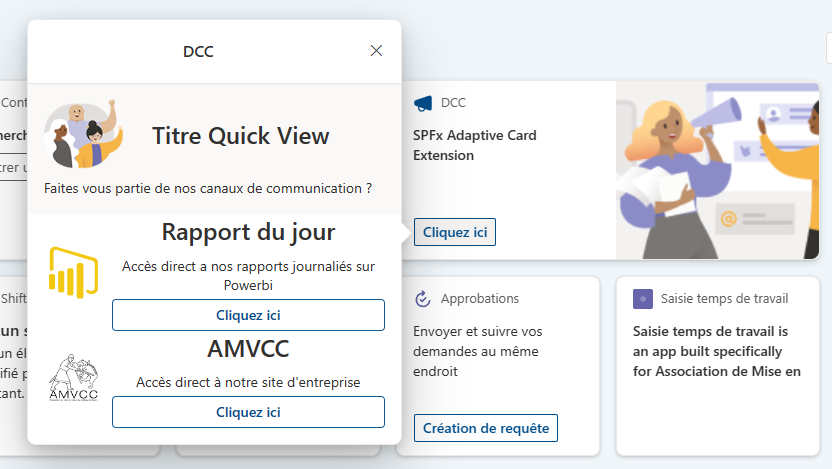 DCC
Titre Quick View
Faites vous partie de nos canaux de communication ?
Rapport du jour
Accès direct a nos rapports journaliés sur
Powerbi
Cliquez ici
AMVCC
Accès direct à notre site d'entreprise
Cliquez ici
AMVCC
Cont
herch
trer u
DCC
SPFx Adaptive Card
Extension
Cliquez ici
Shift
un s
un él
ifié p
tant.
Approbations
Envoyer et suivre vos
demandes au même
endroit
Création de requête
Saisie temps de travail
Saisie temps de travail is
an app built specifically
for Association de Mise en